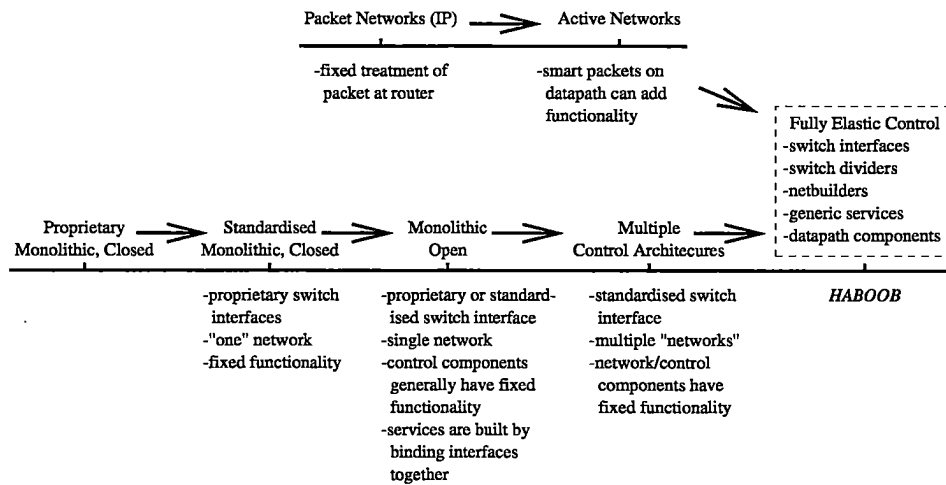 Packet Networks (IP)
Active Networks
-fixed treatment of
packet at router
-smart packets on
datapath can add
functionality
Fully Elastic Control
-switch interfaces
-switch dividers
-netbuilders
-generic services
-datapath components
Proprietary
Monolithic, Closed
Standardised
Monolithic, Closed
Monolithic
Open
Multiple
Control Architecures
-proprietary switch
interfaces
-"one" network
-fixed functionality
-proprietary or standard-
ised switch interface
-single network
-control components
generally have fixed
functionality
-services are built by
binding interfaces
together
-standardised switch
interface
-multiple "networks"
-network/control
components have
fixed functionality
HABOOB